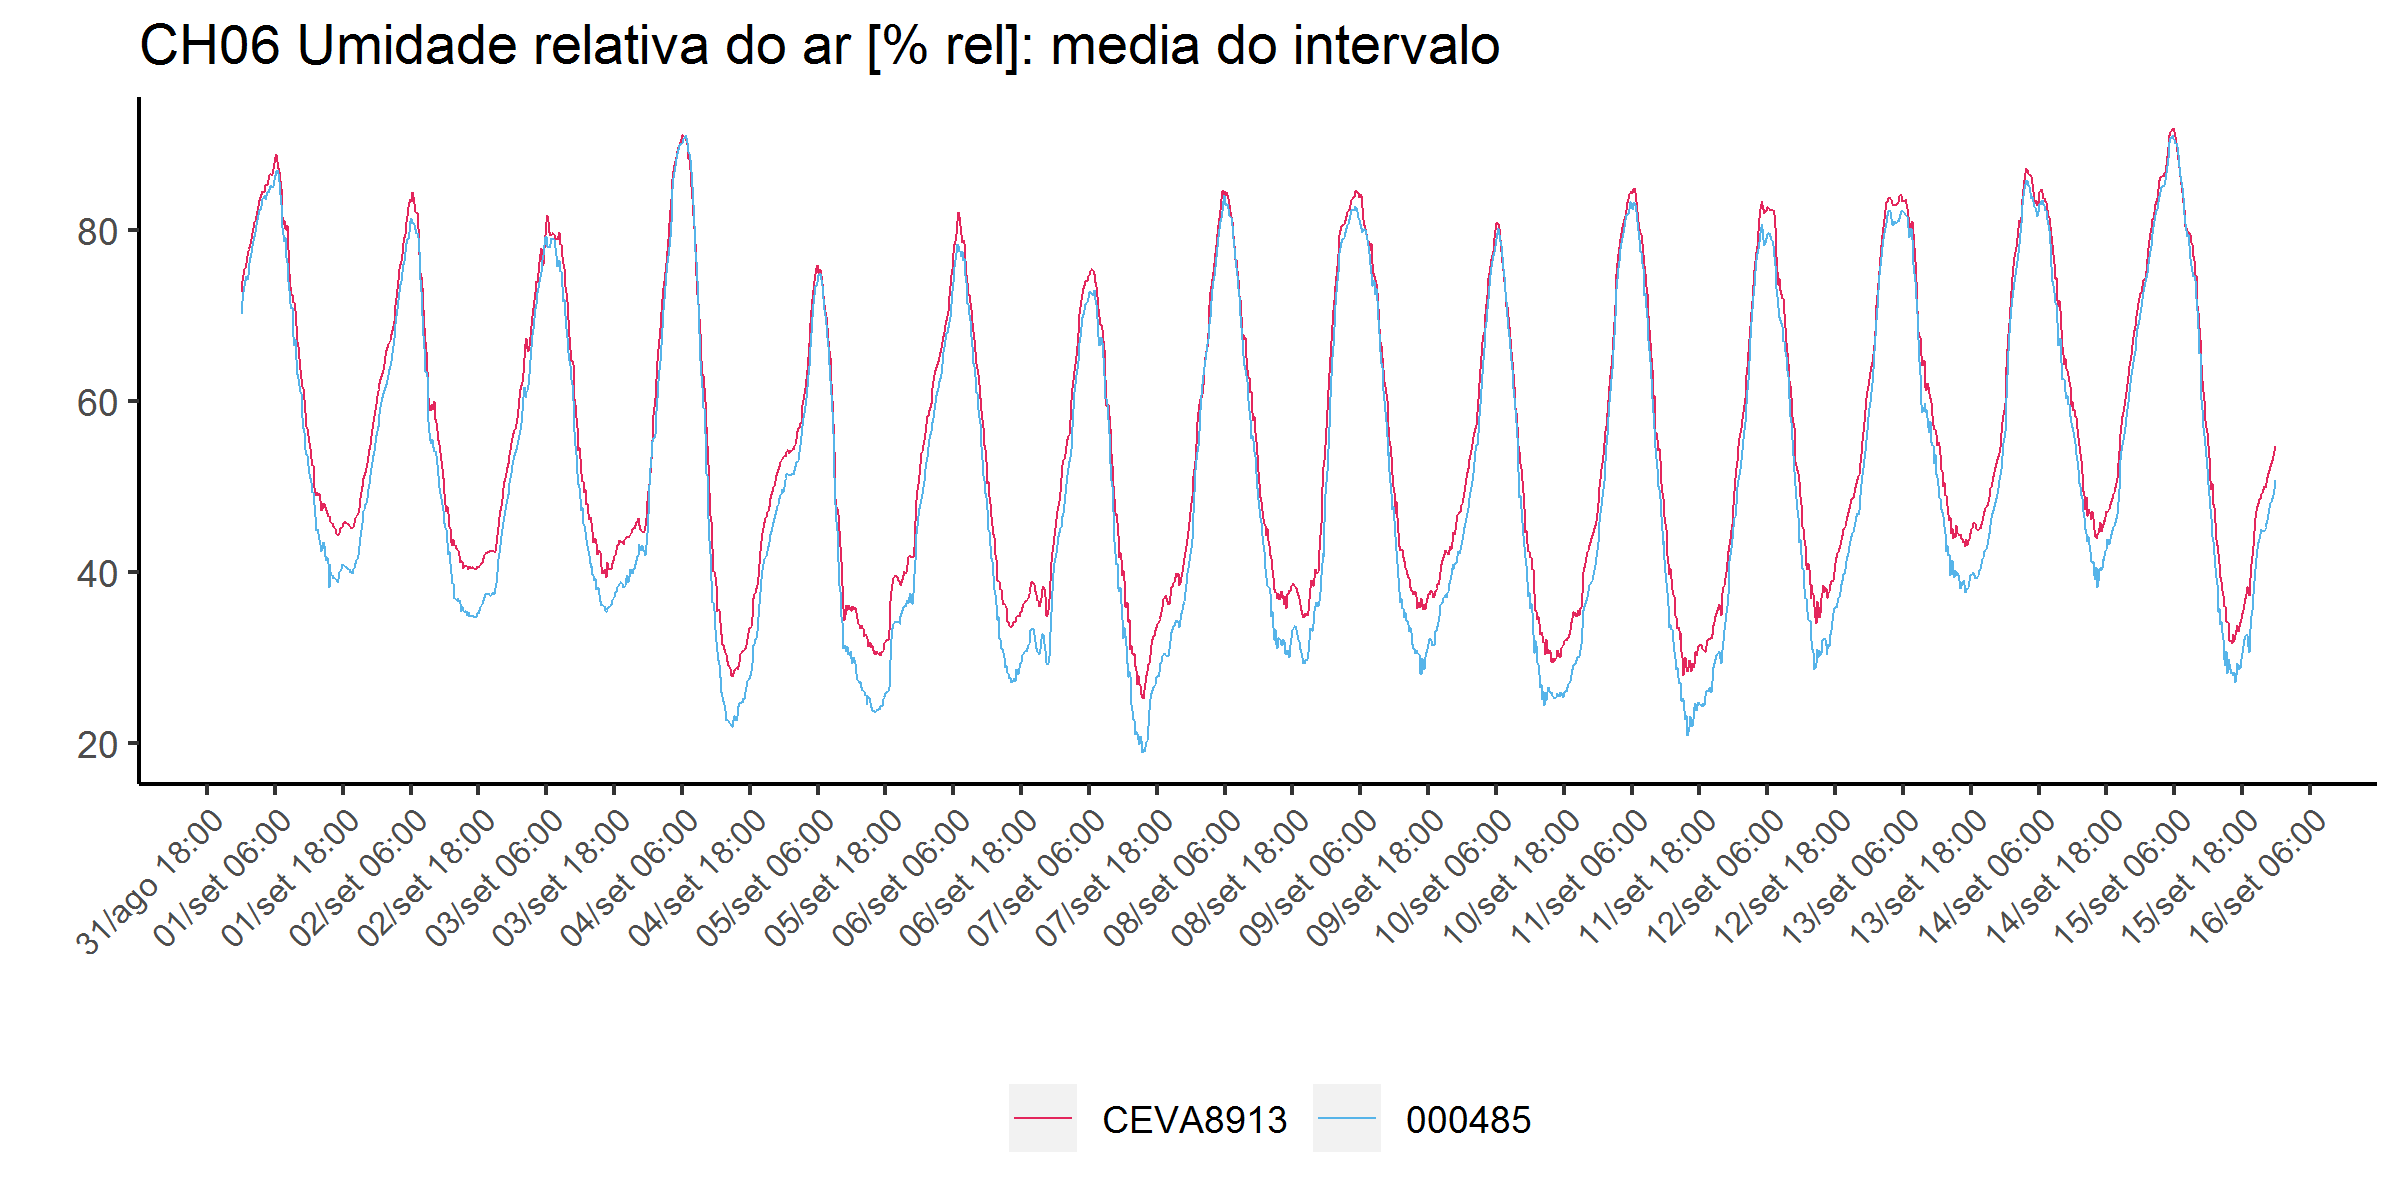 CH06 Umidade relativa do ar [% rel]: media do intervalo
80
60
40
20
31/ago 18:00
01/set 06:00
01/set 18:00
02/set 06:00
02/set 18:00
03/set 06:00
03/set 18:00
04/set 06:00
04/set 18:00
05/set 06:00
05/set 18:00
06/set 06:00
06/set 18:00
07/set 06:00
07/set 18:00
08/set 06:00
08/set 18:00
09/set 06:00
09/set 18:00
10/set 06:00
10/set 18:00
11/set 06:00
11/set 18:00
12/set 06:00
12/set 18:00
13/set 06:00
13/set 18:00
14/set 06:00
14/set 18:00
15/set 06:00
15/set 18:00
16/set 06:00
CEVA8913 000485